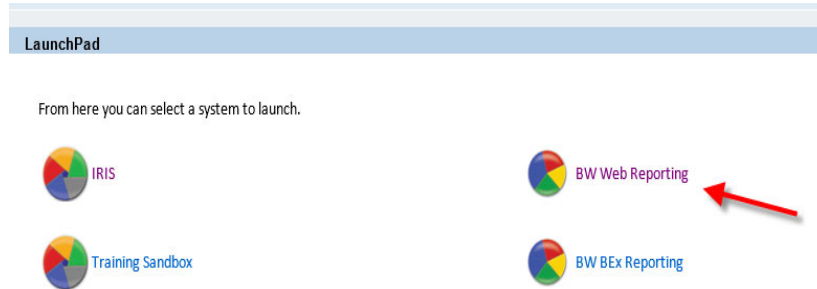 LaunchPad
From here you can select a system to launch.
IRIS
BW Web Reporting
Training Sandbox
BW BEx Reporting